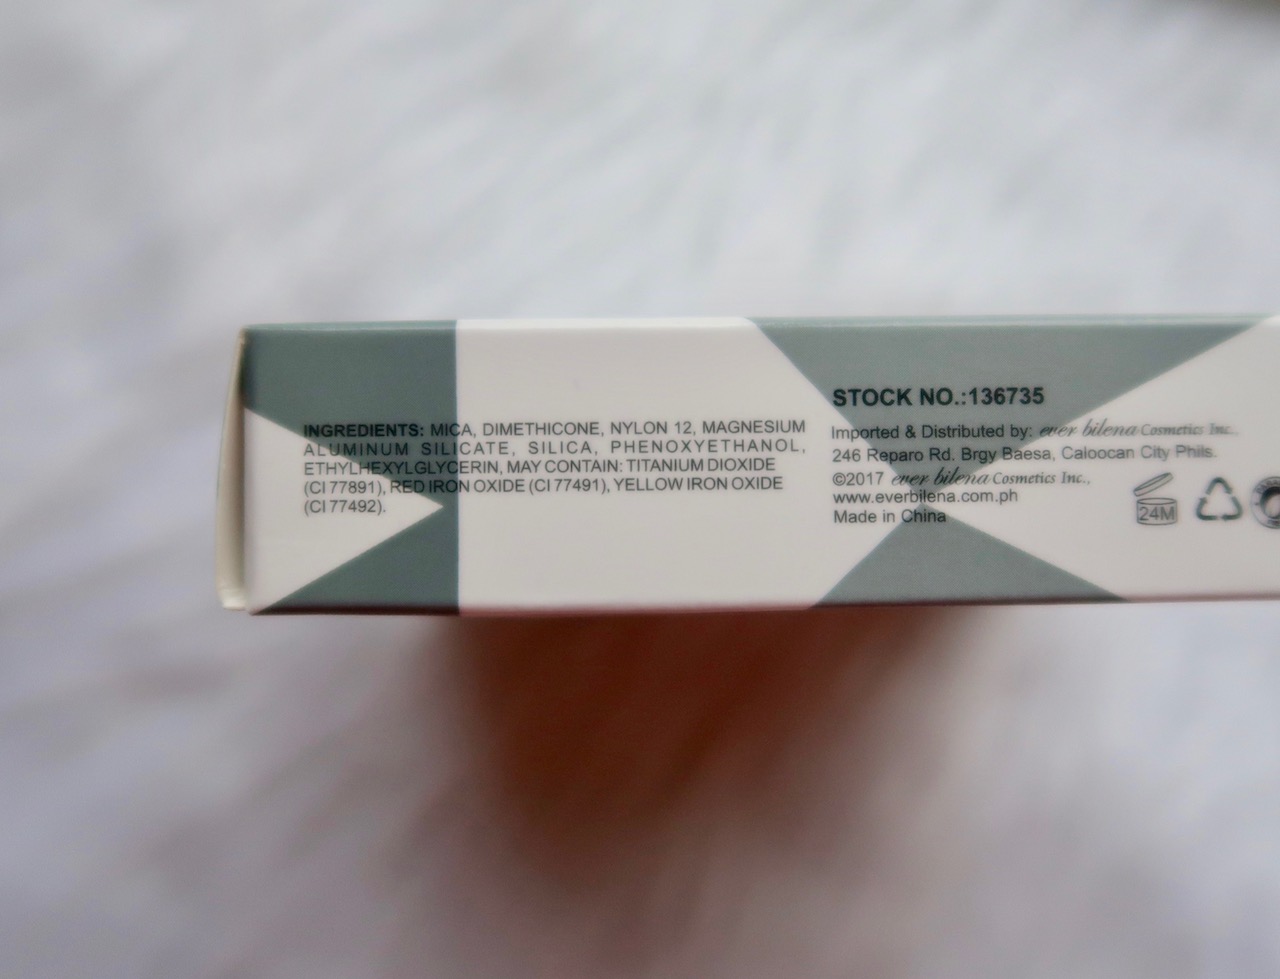 INGREDIENTS: MICA, DIMETHICONE, NYLON 12, MAGNESIUM
ALUMINUM SILICATE, SILICA, PHENOXYETHANOL,
ETHYLHEXYLGLYCERIN, MAY CONTAIN: TITANIUM DIOXIDE
(CI 77891), RED IRON OXIDE (CI 77491), YELLOW IRON OXIDE
(CI 77492).
STOCK NO.:136735
Imported & Distributed by: ever bilena Cosmetics Inc.,
246 Reparo Rd. Brgy Baesa, Caloocan City Phils.
©2017 ever bilena Cosmetics Inc.,
www.everbilena.com.ph
Made in China
24M